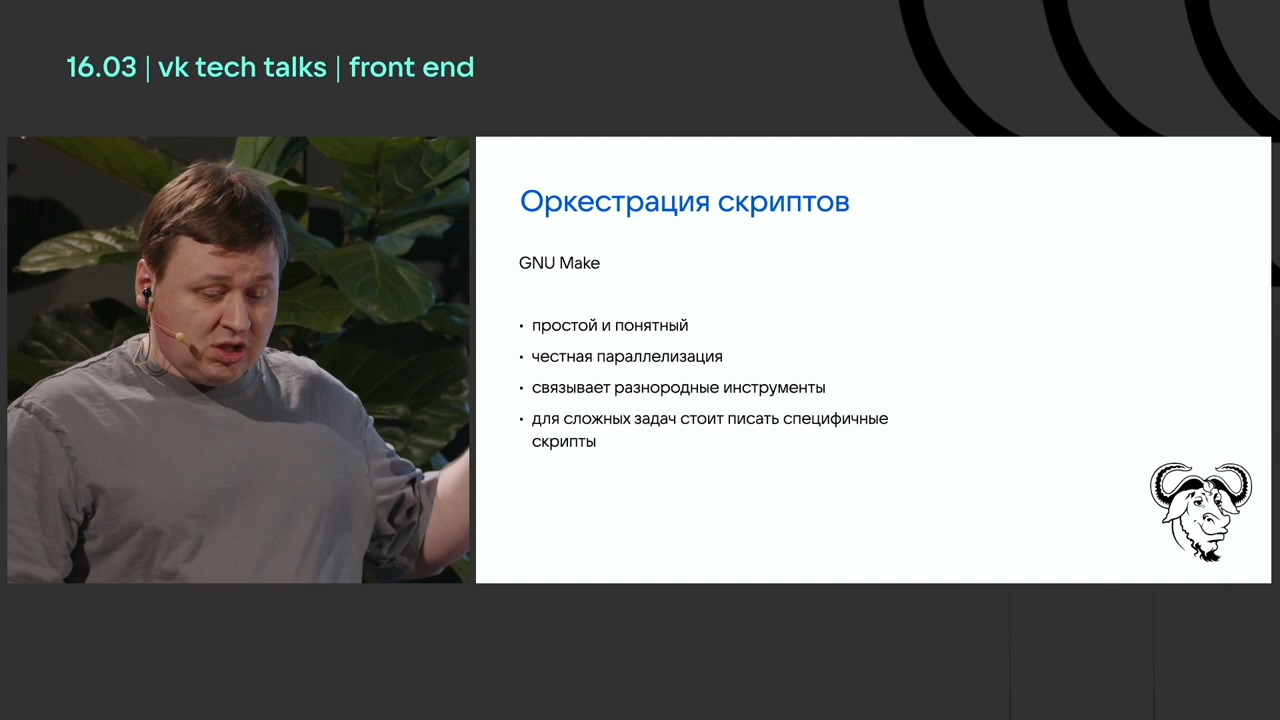 16.03 | vk tech talks | front end
Оркестрация скриптов
GNU Make
• простой и понятный
• честная параллелизация
• связывает разнородные инструменты
• для сложных задач стоит писать специфичные
скрипты